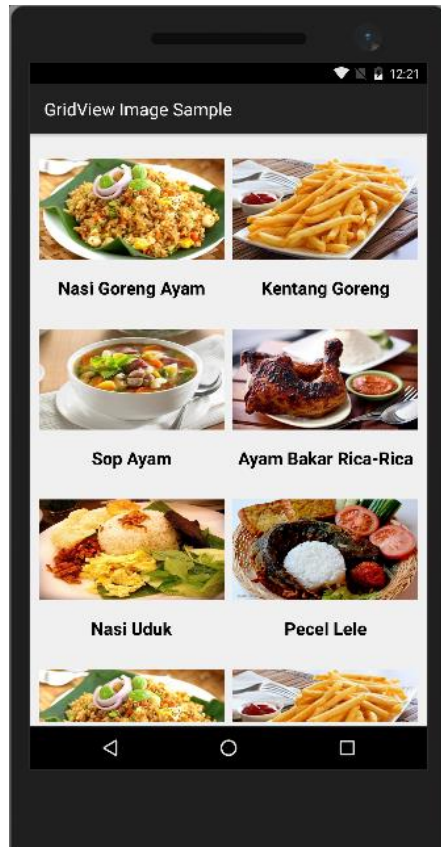 12:21
GridView Image Sample
Nasi Goreng Ayam
Kentang Goreng
Sop Ayam
Ayam Bakar Rica-Rica
Nasi Uduk
Pecel Lele